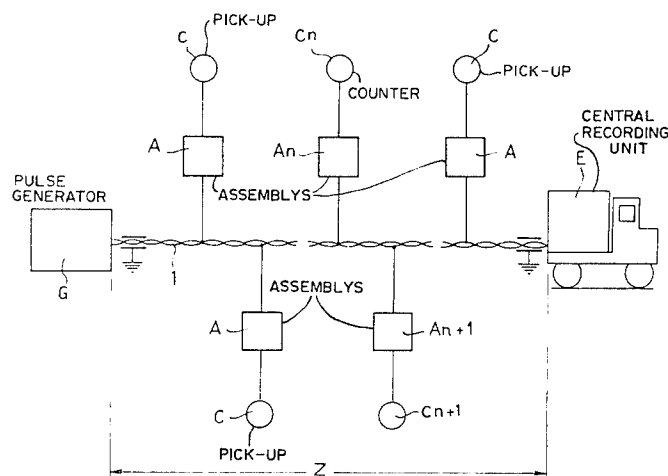 C PICK-UP
Cn COUNTER
C PICK-UP
CENTRAL
RECORDING
UNIT
E
A
An
A
ASSEMBLYS
PULSE
GENERATOR
G
1
ASSEMBLYS
A
An+1
C
PICK-UP
Cn+1
Z